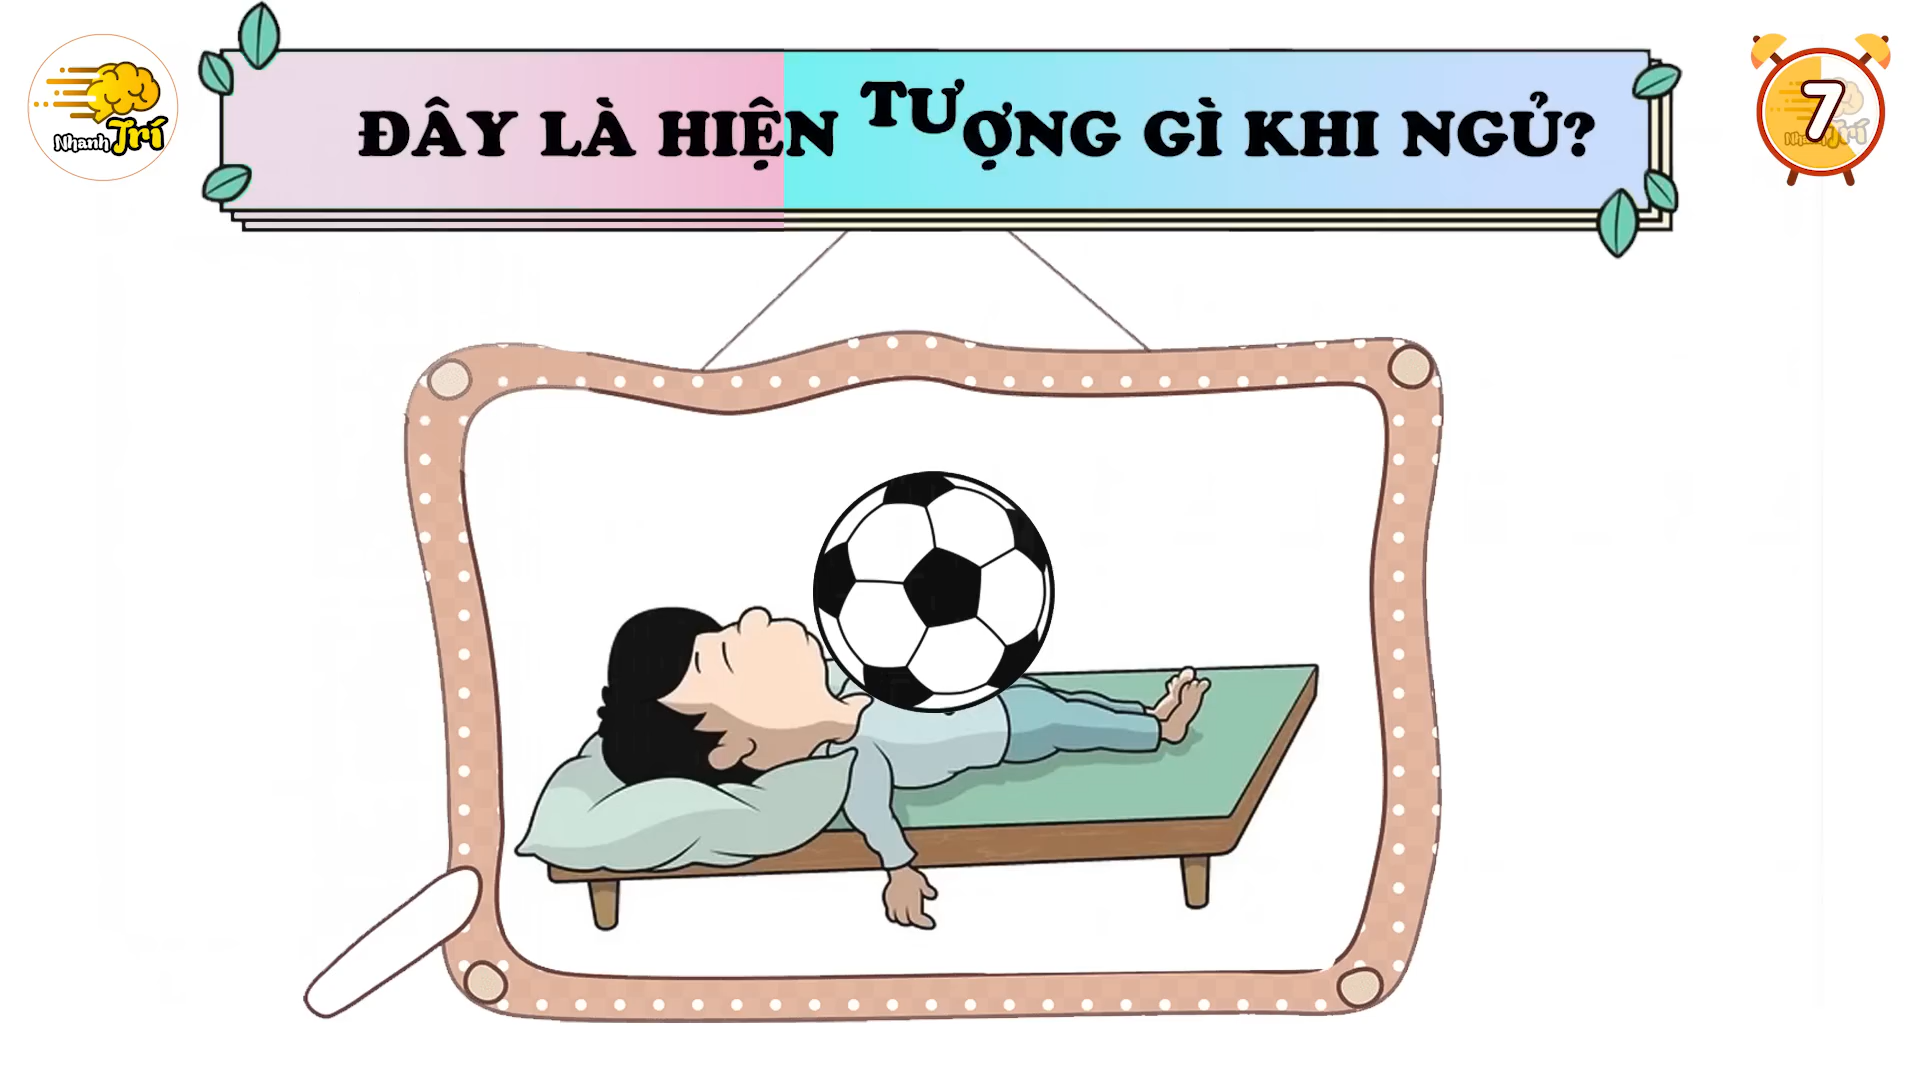 Nhanh Trí
ĐÂY LÀ HIỆN TƯỢNG GÌ KHI NGỦ?
7